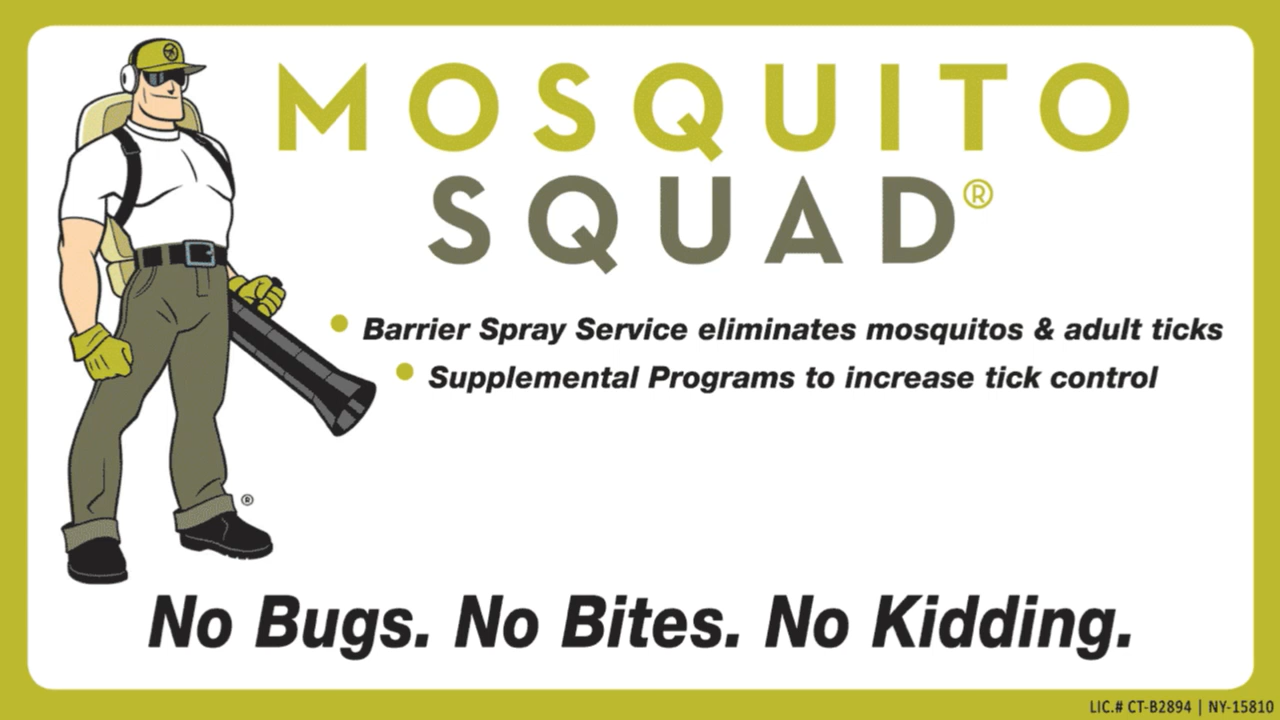 MOSQUITO
SQUAD®
• Barrier Spray Service eliminates mosquitos & adult ticks
• Supplemental Programs to increase tick control
®
No Bugs. No Bites. No Kidding.
LIC.# CT-B2894 | NY-15810